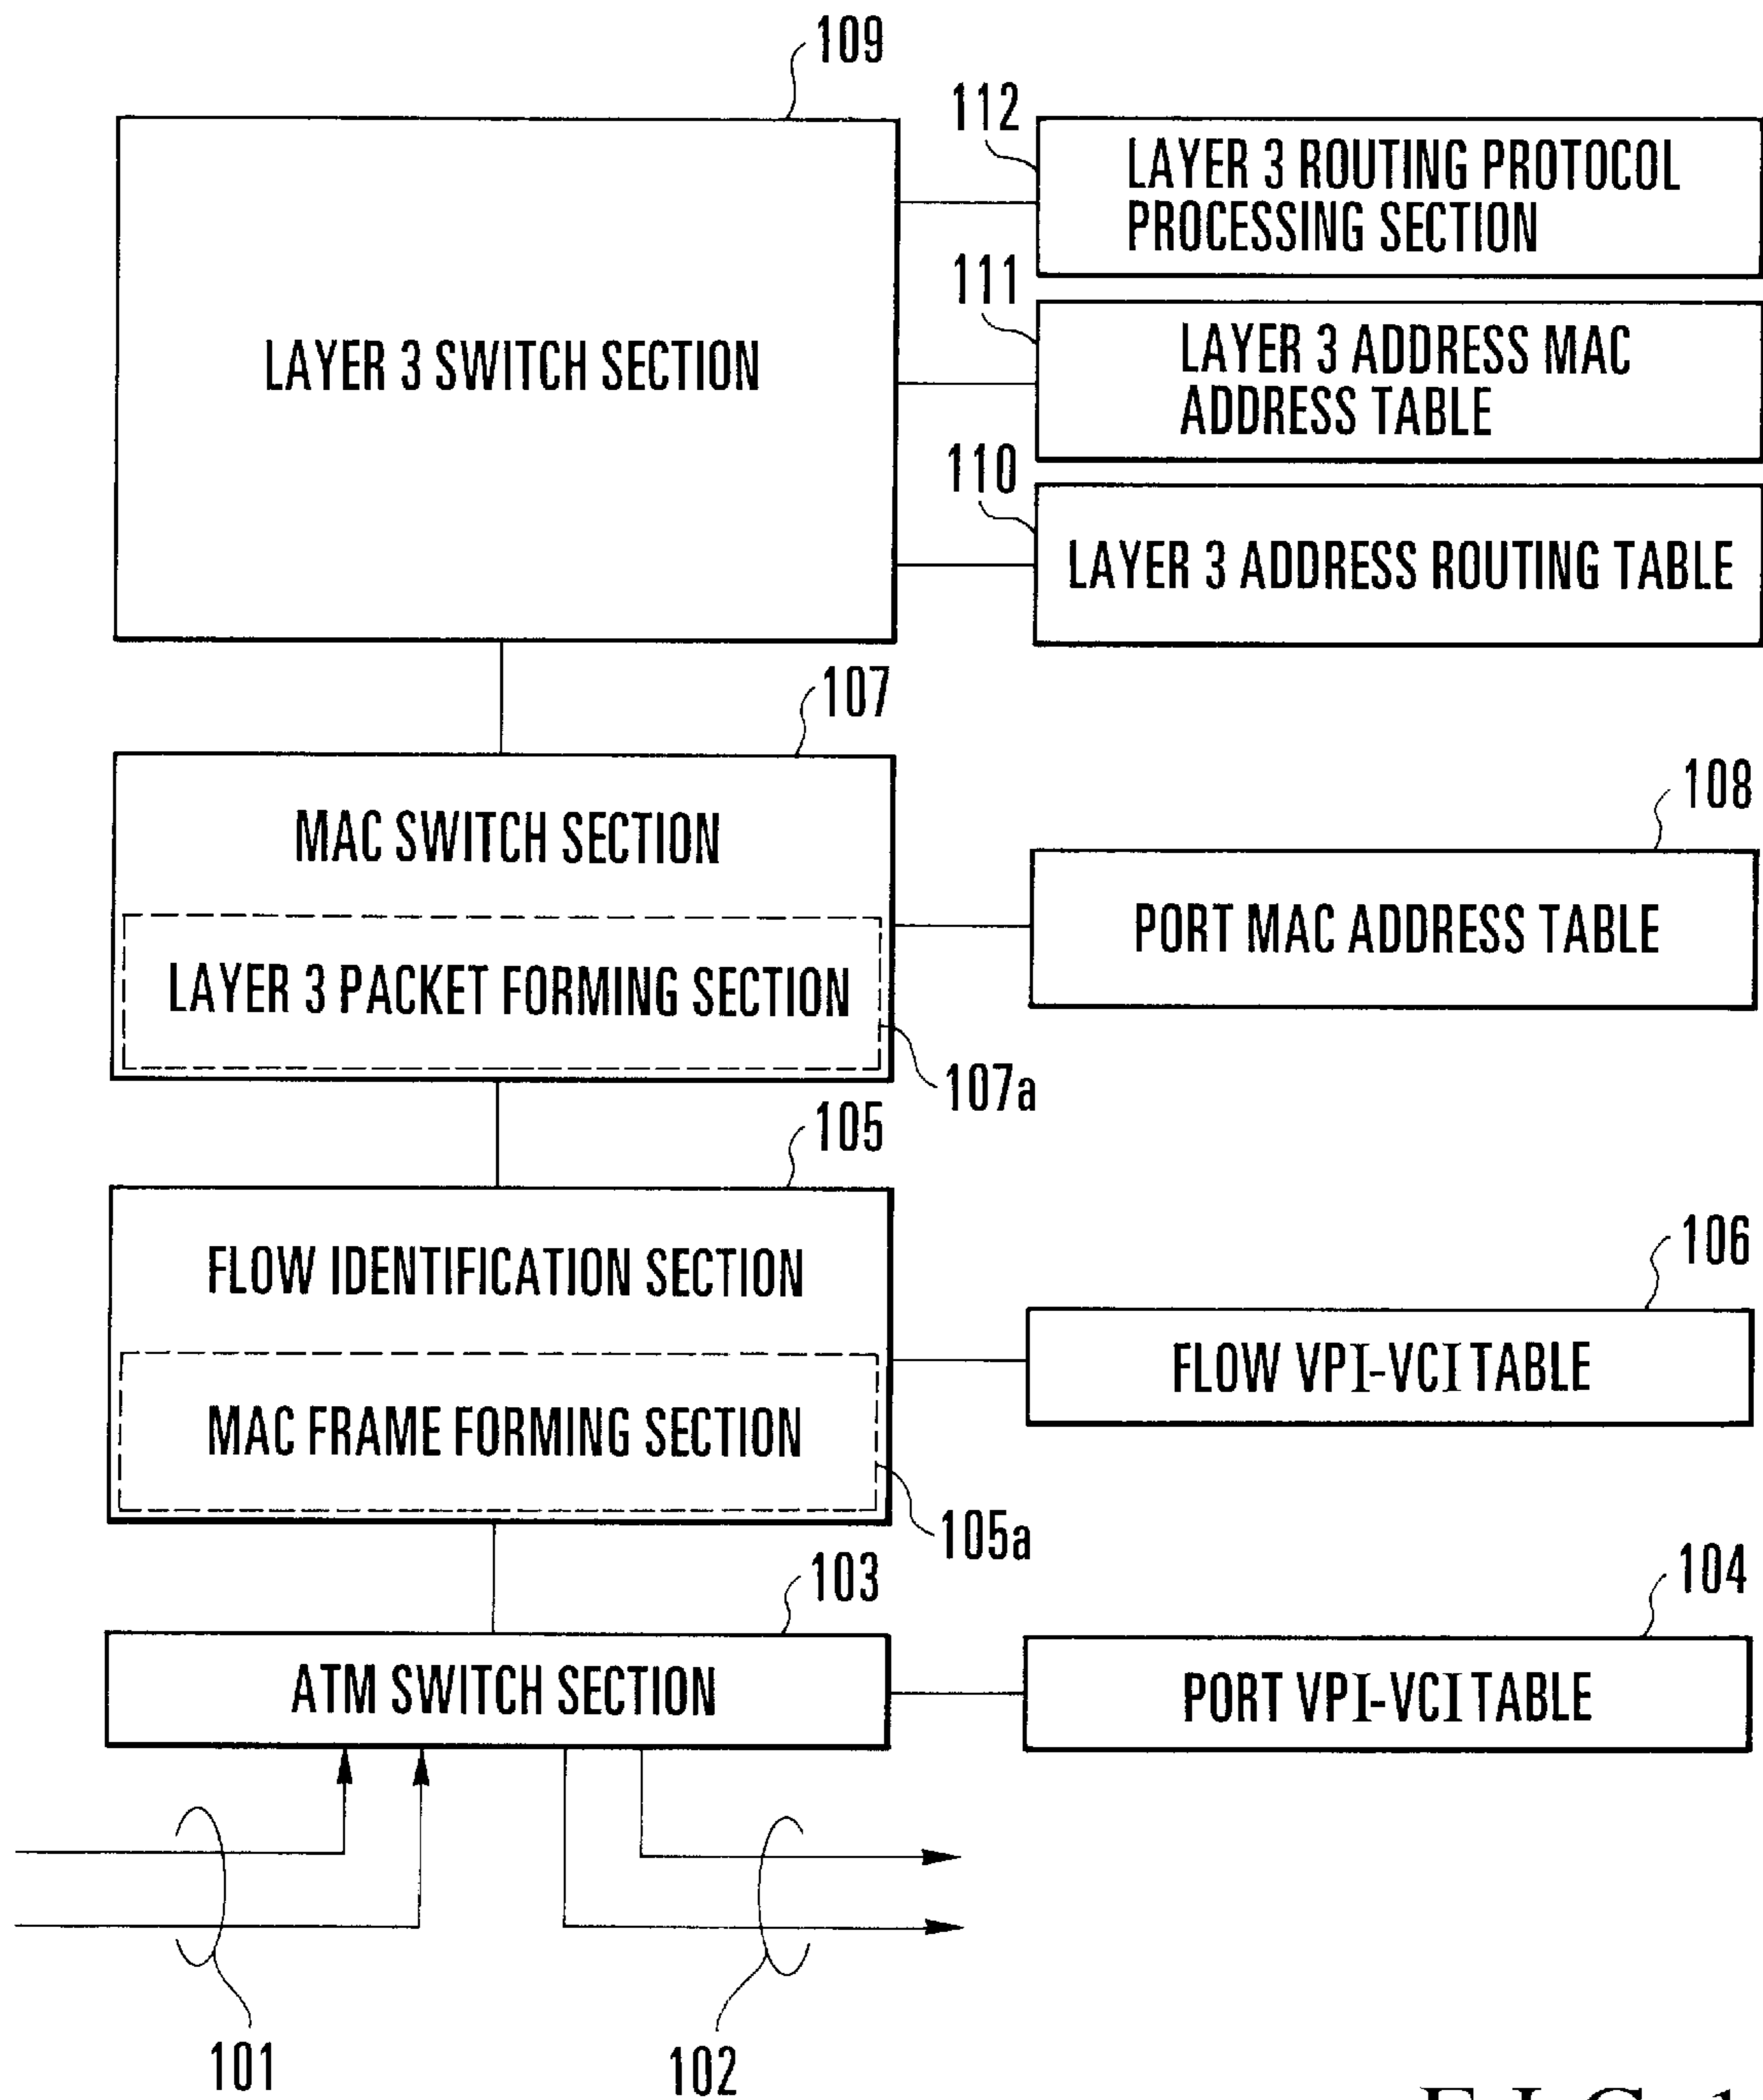 109
112
LAYER 3 ROUTING PROTOCOL
PROCESSING SECTION
111
LAYER 3 SWITCH SECTION
LAYER 3 ADDRESS MAC
ADDRESS TABLE
110
LAYER 3 ADDRESS ROUTING TABLE
107
MAC SWITCH SECTION
108
PORT MAC ADDRESS TABLE
LAYER 3 PACKET FORMING SECTION
107a
105
FLOW IDENTIFICATION SECTION
106
FLOW VPI-VCI TABLE
MAC FRAME FORMING SECTION
105a
103
104
ATM SWITCH SECTION
PORT VPI-VCI TABLE
101
102